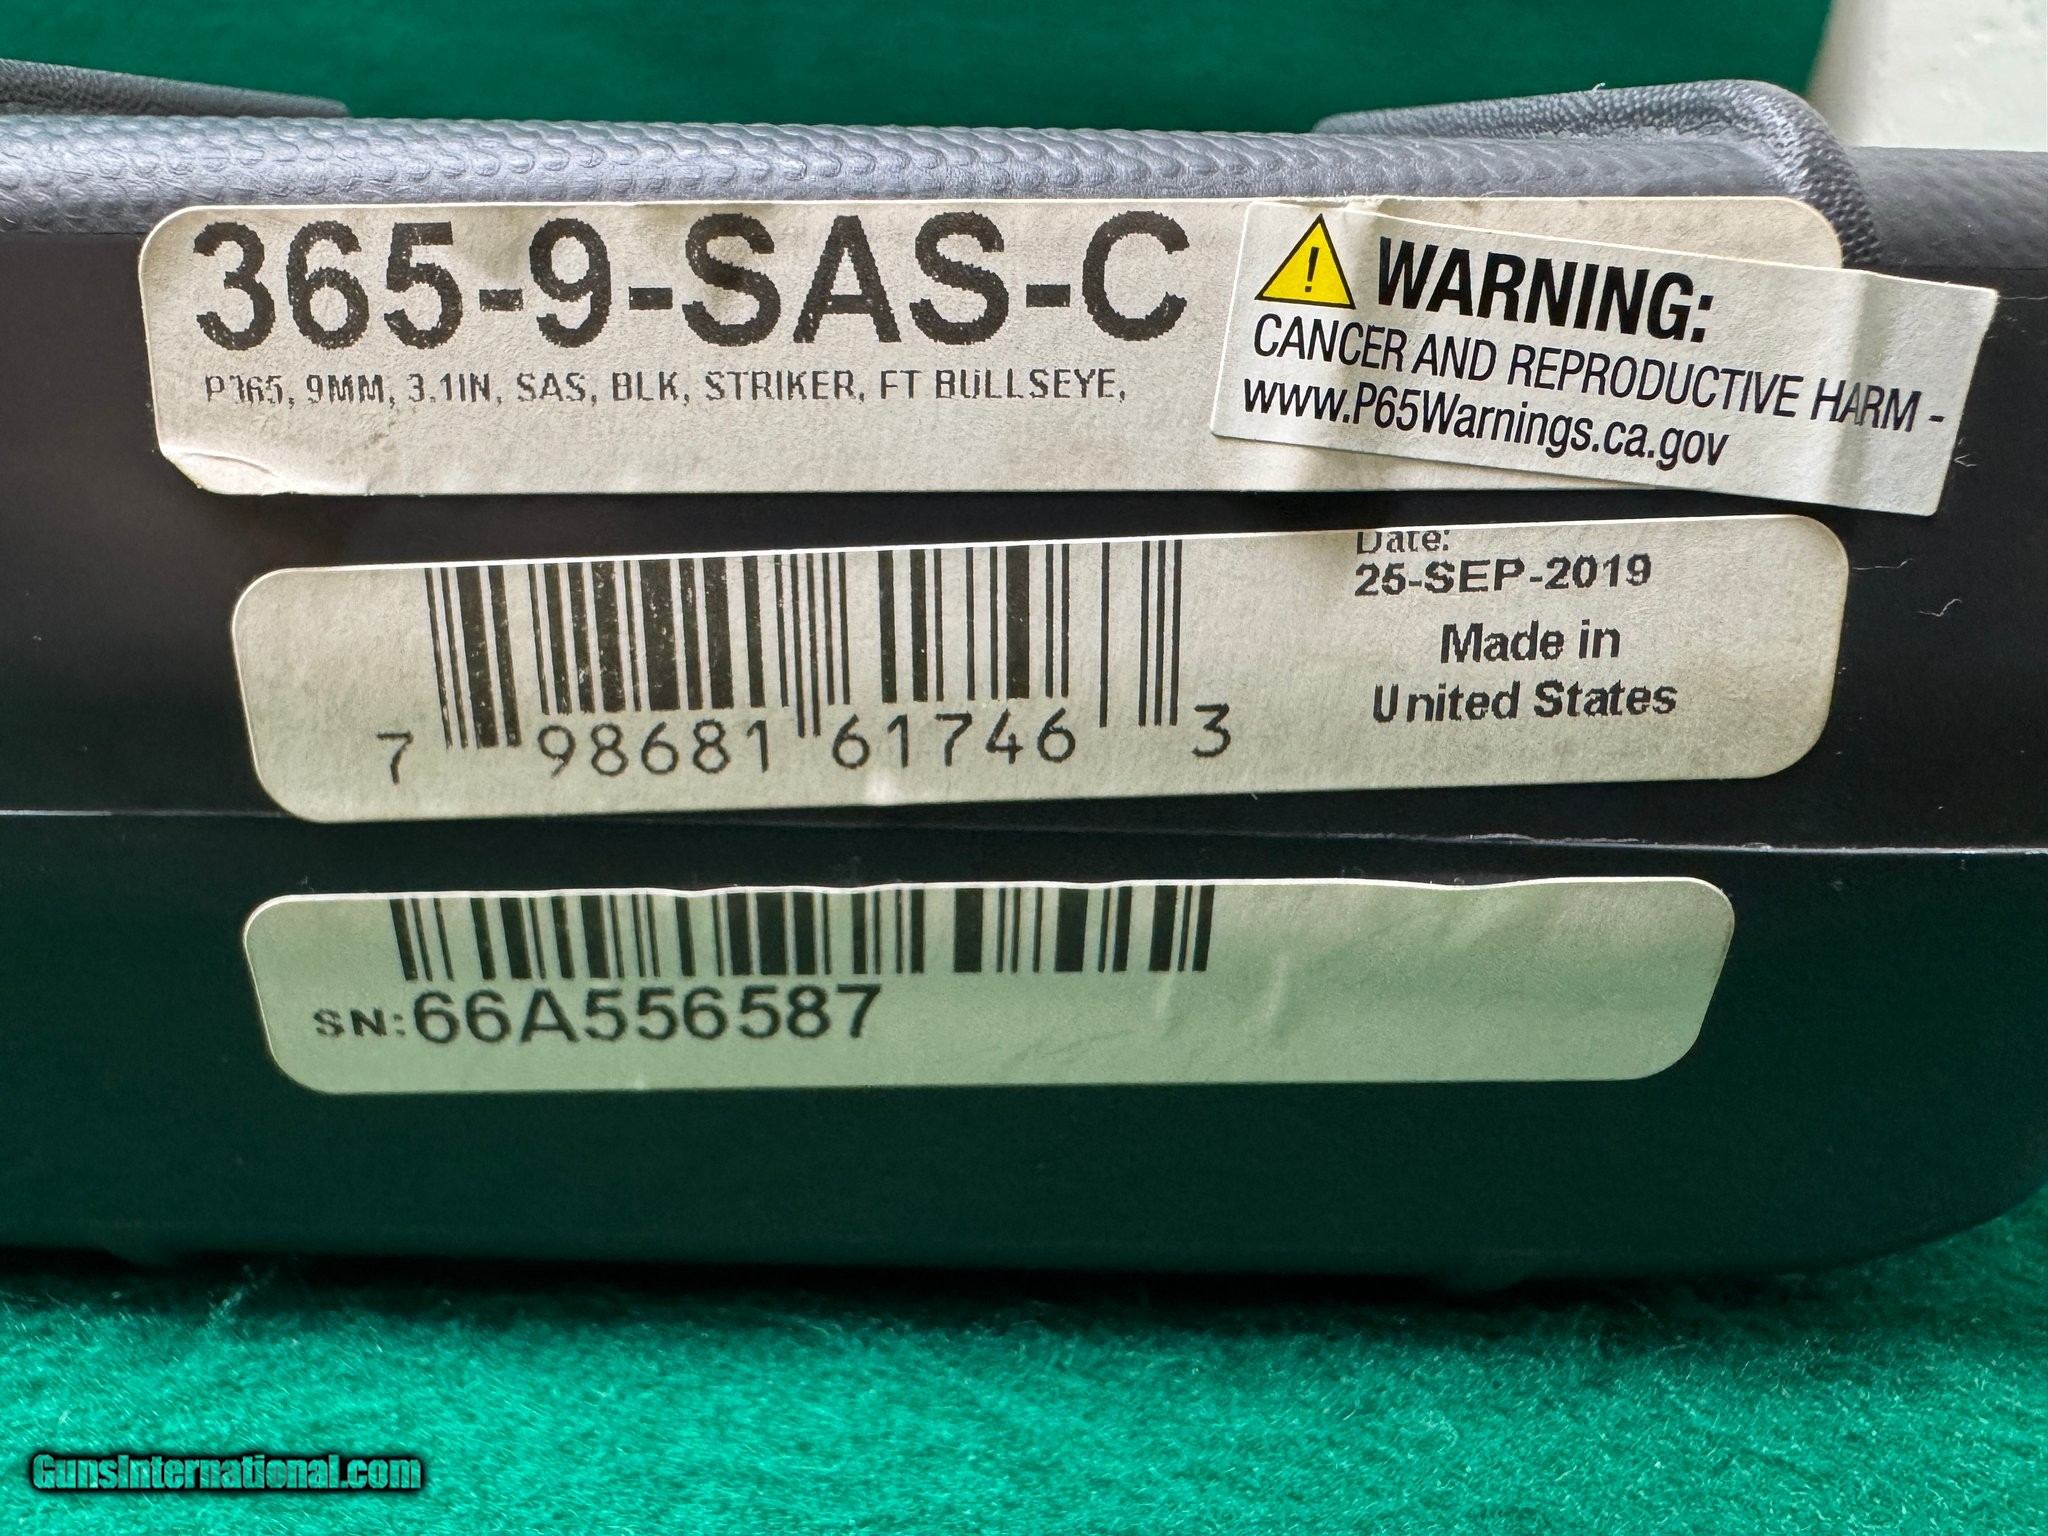 365-9-SAS-C
P365, 9MM, 3.1IN, SAS, BLK, STRIKER, FT BULLSEYE,
WARNING:
CANCER AND REPRODUCTIVE HARM -
www.P65Warnings.ca.gov
7 98681 61746 3
Date:
25-SEP-2019
Made in
United States
SN:66A556587
GunsInternational.com